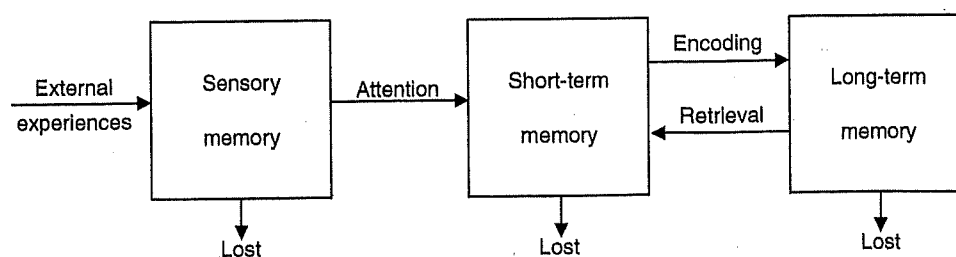 External
experiences
Sensory
memory
Attention
Short-term
memory
Encoding
Retrieval
Long-term
memory
Lost
Lost
Lost